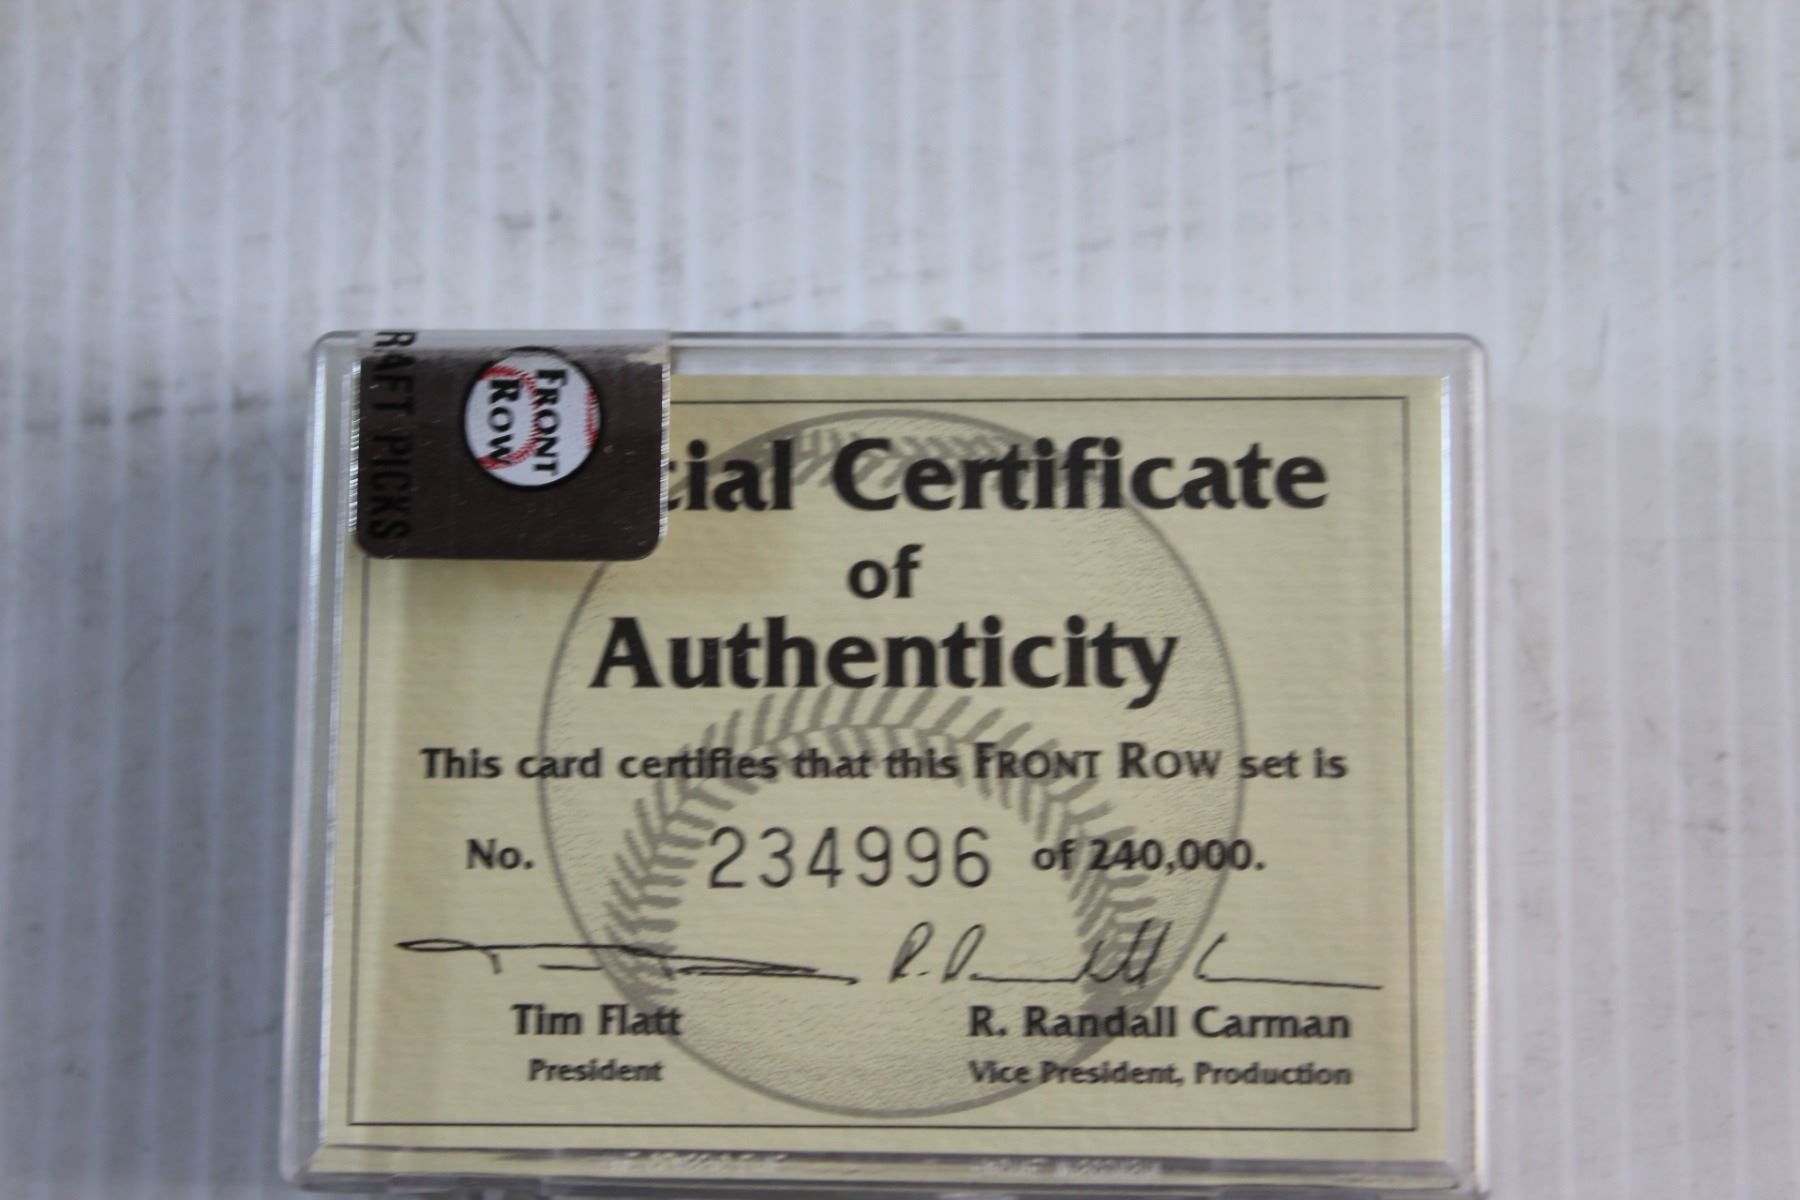 RAFT PICKS
FRONT
ROW
cial Certificate
of
Authenticity
This card certifies that this FRONT ROW set is
No. 234996 of 240,000.
Tim Flatt
R. Randall Carman
President
Vice President, Production